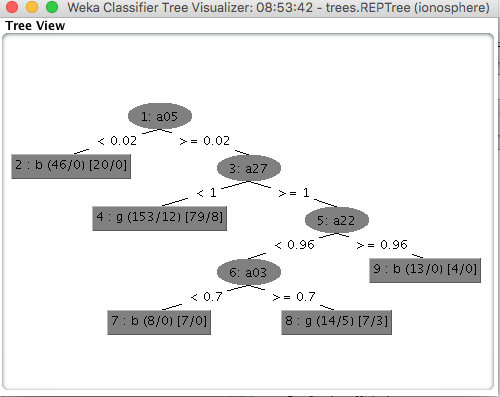 Weka Classifier Tree Visualizer: 08:53:42 - trees.REPTree (ionosphere)
Tree View
1: a05
< 0.02 >= 0.02
2 : b (46/0) [20/0]
3: a27
< 1 >= 1
4 : g (153/12) [79/8]
5: a22
< 0.96 >= 0.96
6: a03
9 : b (13/0) [4/0]
< 0.7 >= 0.7
7 : b (8/0) [7/0]
8 : g (14/5) [7/3]